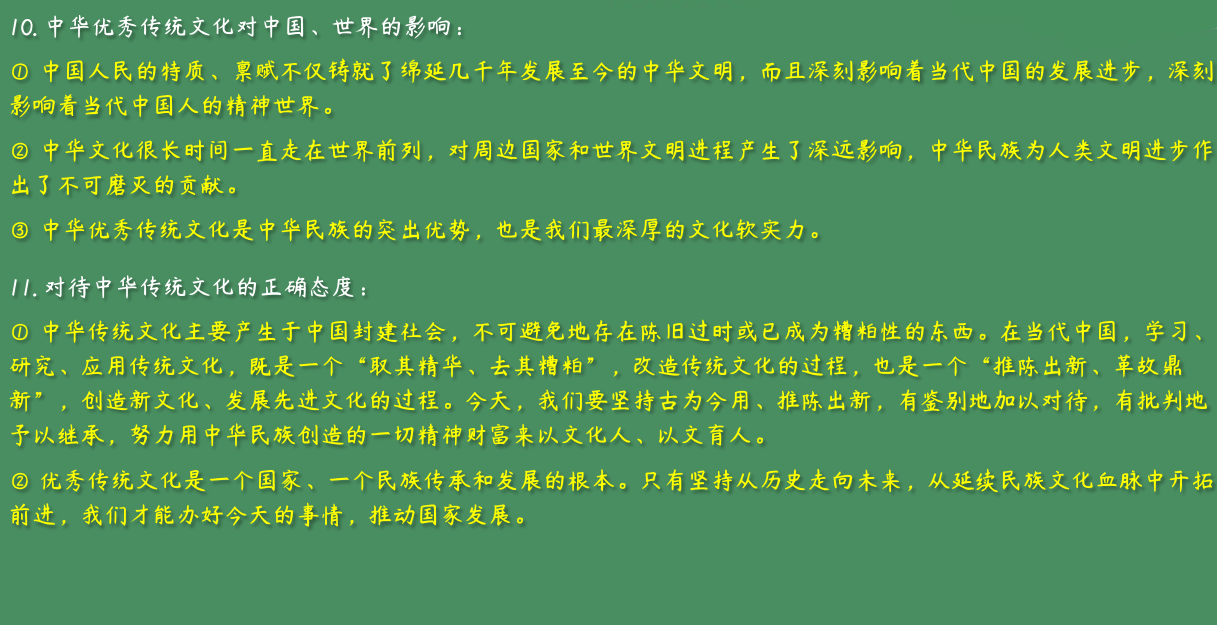 10. 中华优秀传统文化对中国、世界的影响：
① 中国人民的特质、禀赋不仅铸就了绵延几千年发展至今的中华文明，而且深刻影响着当代中国的发展进步，深刻
影响着当代中国人的精神世界。
② 中华文化很长时间一直走在世界前列，对周边国家和世界文明进程产生了深远影响，中华民族为人类文明进步作
出了不可磨灭的贡献。
③ 中华优秀传统文化是中华民族的突出优势，也是我们最深厚的文化软实力。
11. 对待中华传统文化的正确态度：
① 中华传统文化主要产生于中国封建社会，不可避免地存在陈旧过时或已成为糟粕性的东西。在当代中国，学习、
研究、应用传统文化，既是一个“取其精华、去其糟粕”，改造传统文化的过程，也是一个“推陈出新、革故鼎
新”，创造新文化、发展先进文化的过程。今天，我们要坚持古为今用、推陈出新，有鉴别地加以对待，有批判地
予以继承，努力用中华民族创造的一切精神财富来以文化人、以文育人。
② 优秀传统文化是一个国家、一个民族传承和发展的根本。只有坚持从历史走向未来，从延续民族文化血脉中开拓
前进，我们才能办好今天的事情，推动国家发展。